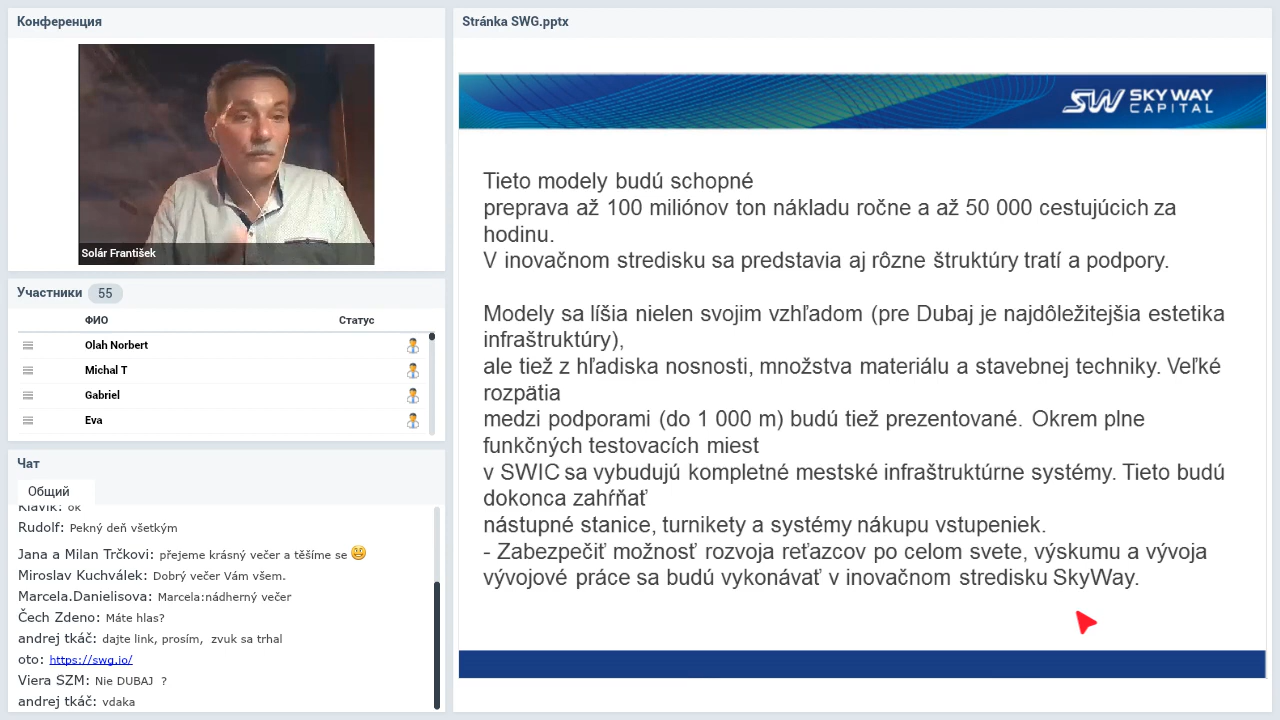 Конференция
Solár František
Участники 55
ФИО Статус
Olah Norbert
Michal T
Gabriel
Eva
Чат
Общий
Klavik: ok
Rudolf: Pekný deň všetkým
Jana a Milan Trčkovi: přejeme krásný večer a těšíme se
Miroslav Kuchválek: Dobrý večer Vám všem.
Marcela.Danielisova: Marcela:nádherný večer
Čech Zdeno: Máte hlas?
andrej tkáč: dajte link, prosím, zvuk sa trhal
oto: https://swg.io/
Viera SZM: Nie DUBAJ ?
andrej tkáč: vdaka
Stránka SWG.pptx
SW SKY WAY
CAPITAL
Tieto modely budú schopné
preprava až 100 miliónov ton nákladu ročne a až 50 000 cestujúcich za
hodinu.
V inovačnom stredisku sa predstavia aj rôzne štruktúry tratí a podpory.
Modely sa líšia nielen svojim vzhľadom (pre Dubaj je najdôležitejšia estetika
infraštruktúry),
ale tiež z hľadiska nosnosti, množstva materiálu a stavebnej techniky. Veľké
rozpätia
medzi podporami (do 1 000 m) budú tiež prezentované. Okrem plne
funkčných testovacích miest
v SWIC sa vybudujú kompletné mestské infraštruktúrne systémy. Tieto budú
dokonca zahŕňať
nástupné stanice, turnikety a systémy nákupu vstupeniek.
- Zabezpečiť možnosť rozvoja reťazcov po celom svete, výskumu a vývoja
vývojové práce sa budú vykonávať v inovačnom stredisku SkyWay.